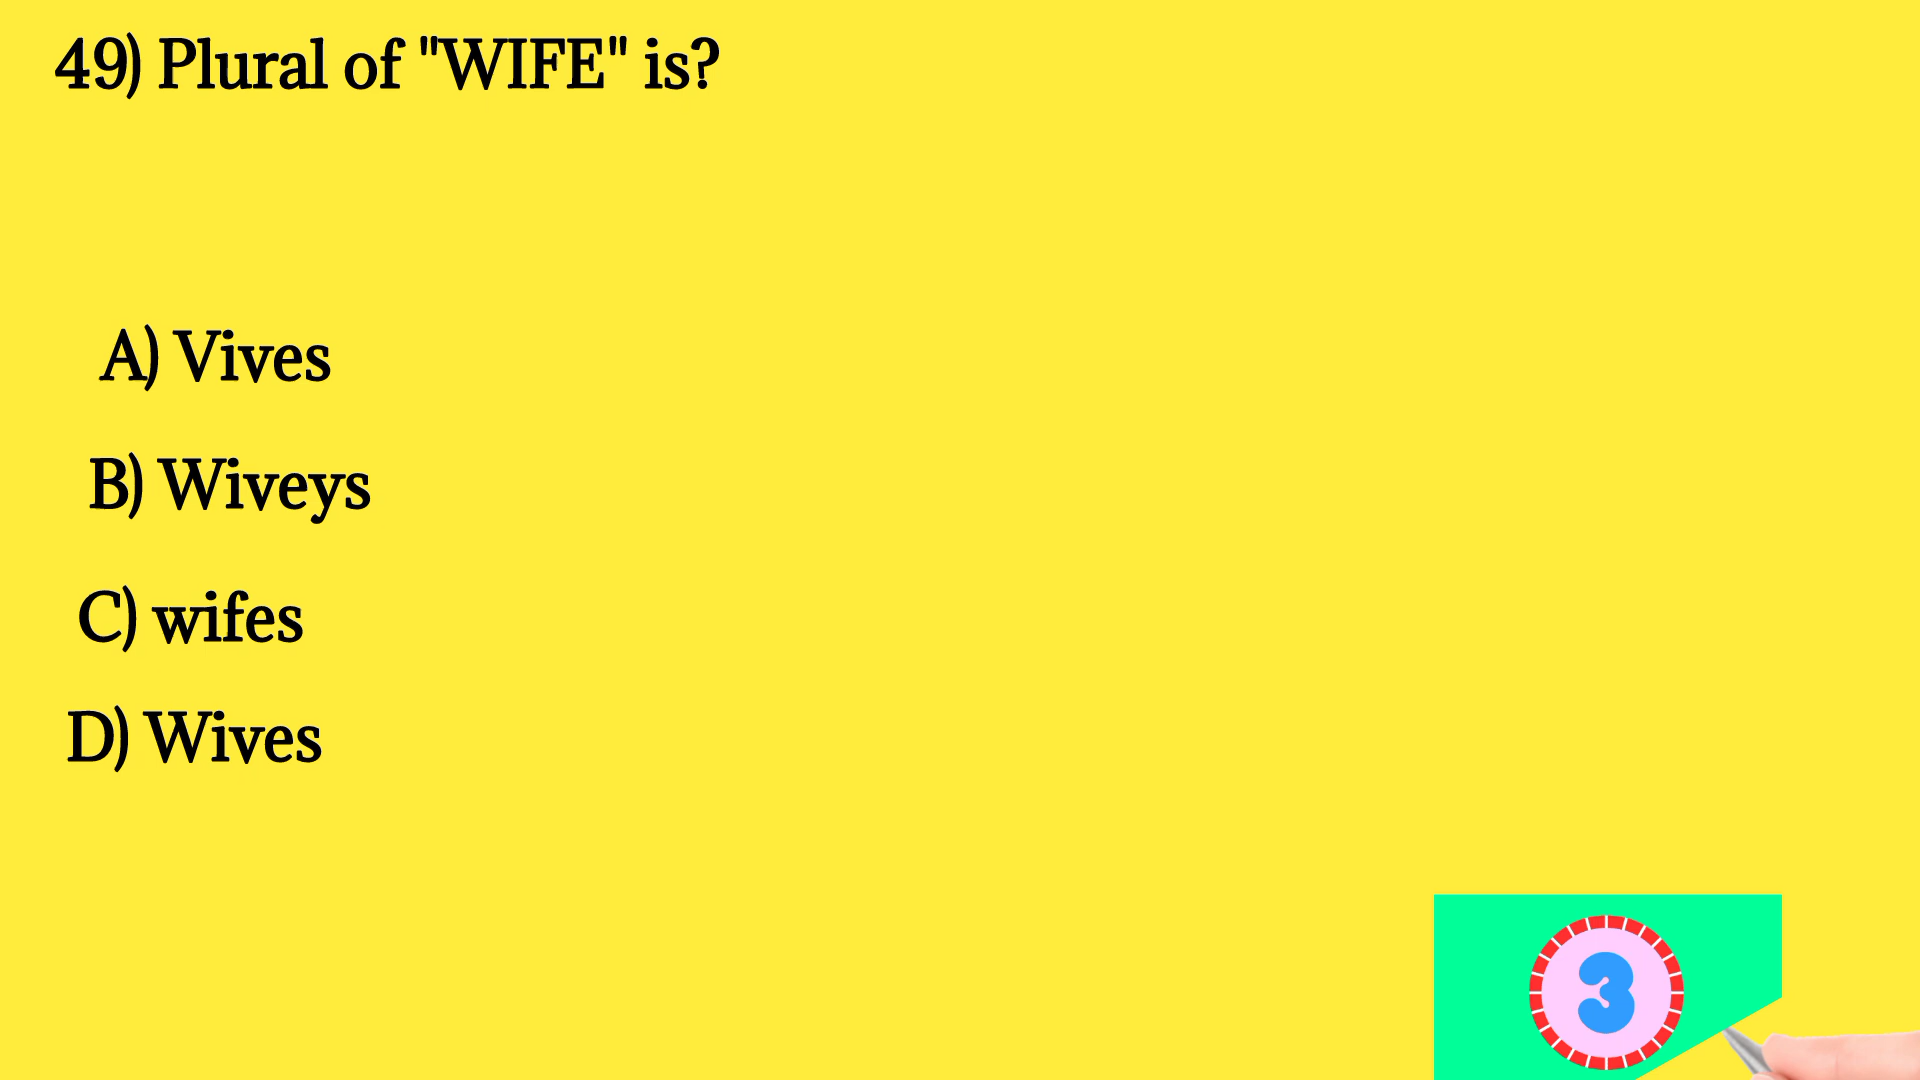 49) Plural of "WIFE" is?
A) Vives
B) Wiveys
C) wifes
D) Wives
3